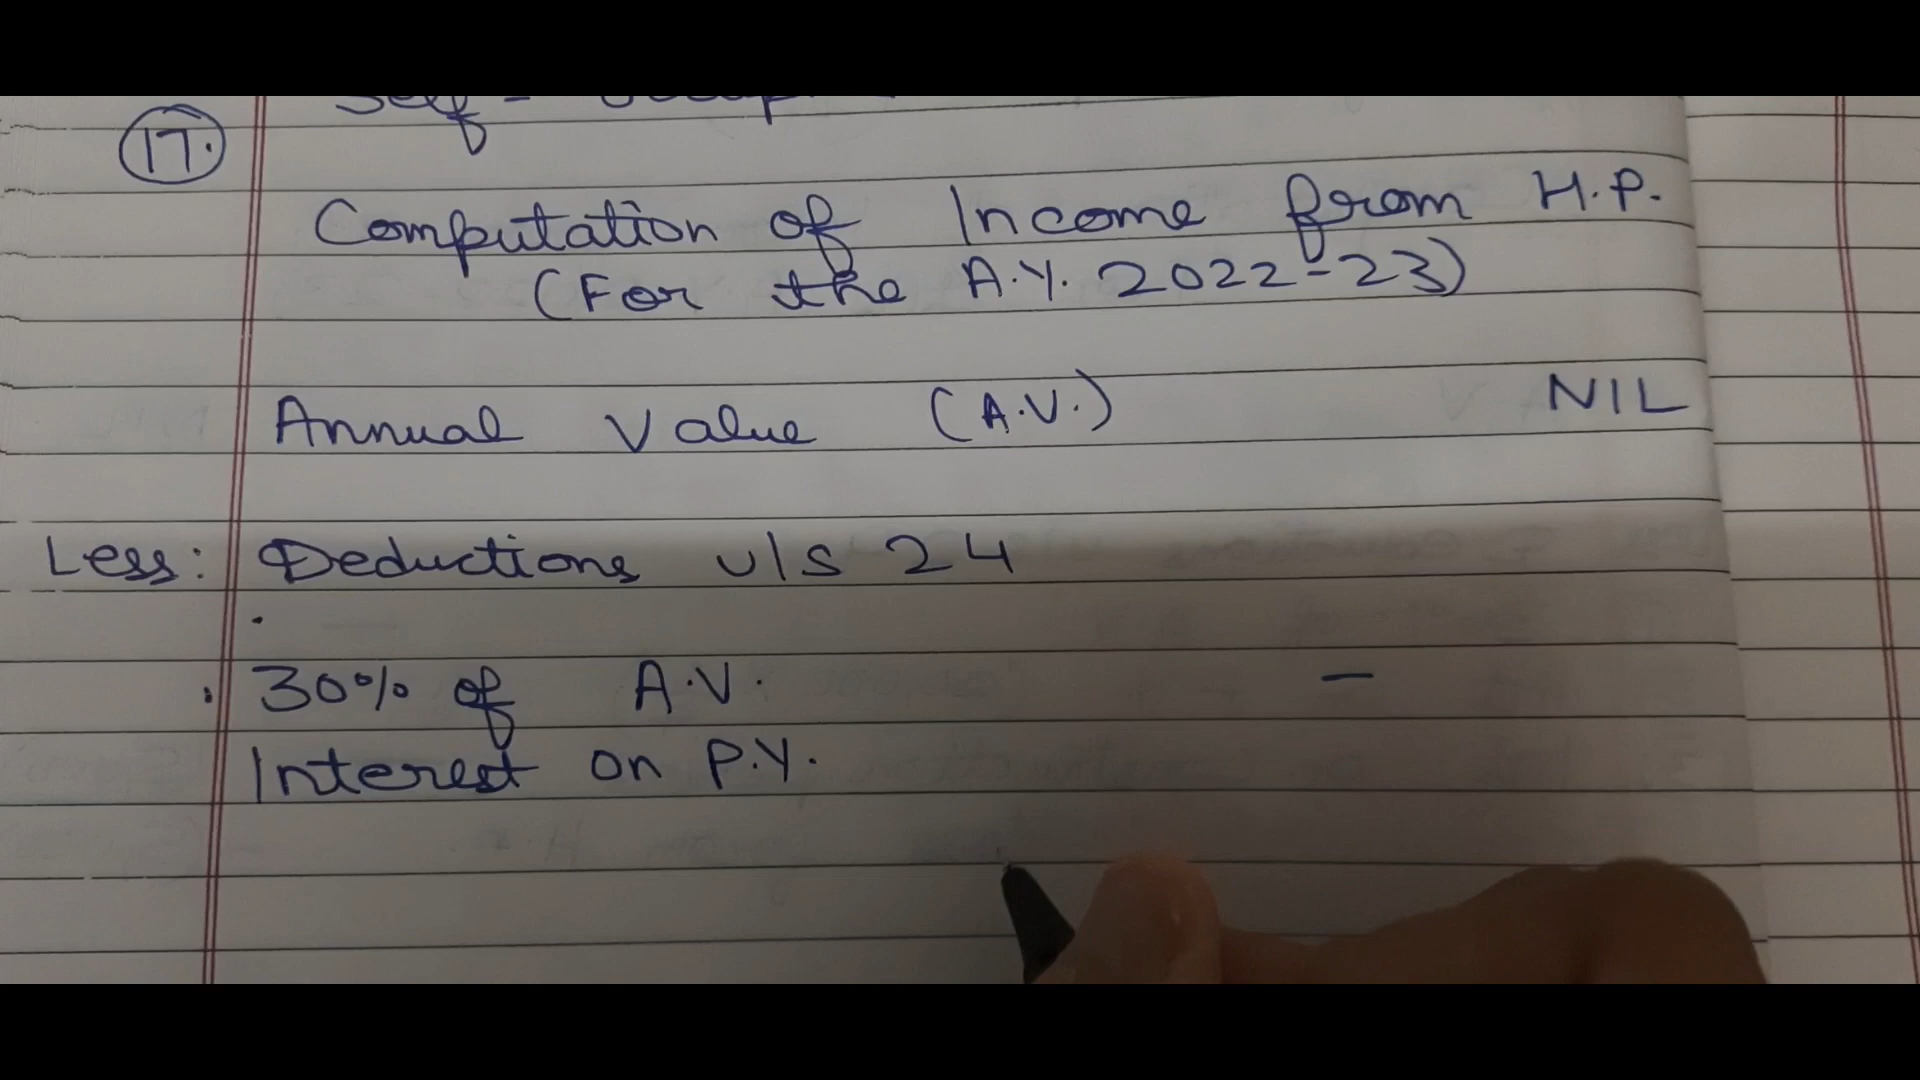 17.
Self-
Computation of Income from H.P.
(For the A.Y. 2022-23)
Annual Value (A.V.) NIL
Less: Deductions u/s 24
30% of A.V. -
Interest on P.Y.